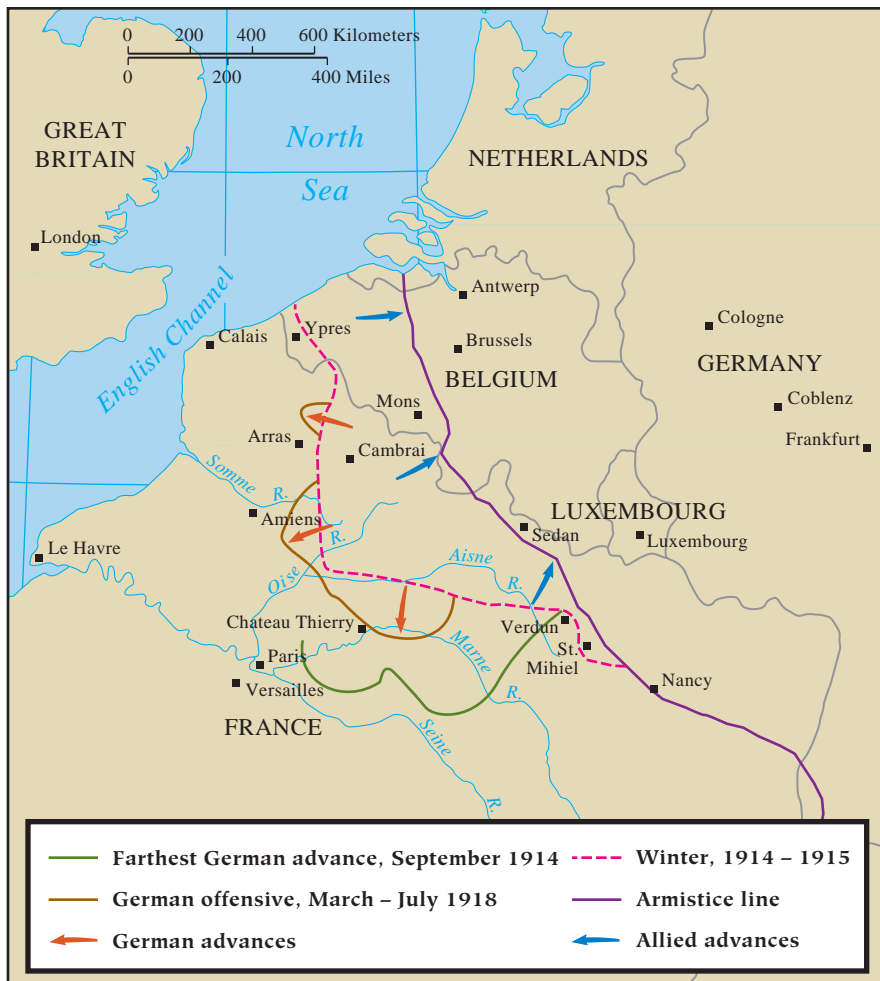 0 200 400 600 Kilometers
0 200 400 Miles
GREAT
BRITAIN
North
Sea
NETHERLANDS
London
English Channel
Antwerp
Calais
Ypres
Brussels
Cologne
BELGIUM
GERMANY
Mons
Coblenz
Arras
Cambrai
Frankfurt
Somme R.
Amiens
LUXEMBOURG
Sedan
Luxembourg
Le Havre
Oise R.
Aisne R.
Chateau Thierry
Verdun
St.
Mihiel
Marne R.
Paris
Versailles
Nancy
FRANCE
Seine R.
Farthest German advance, September 1914
Winter, 1914 – 1915
German offensive, March – July 1918
Armistice line
German advances
Allied advances